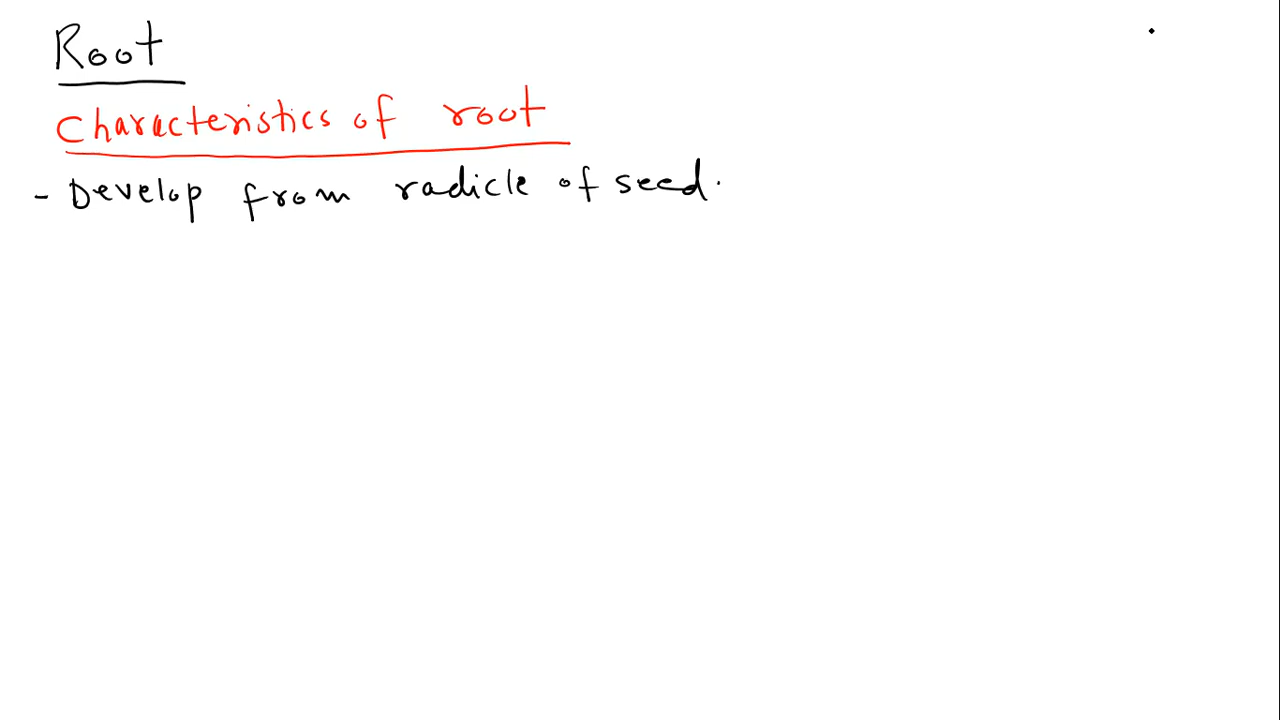 Root
Characteristics of root
- Develop from radicle of seed.